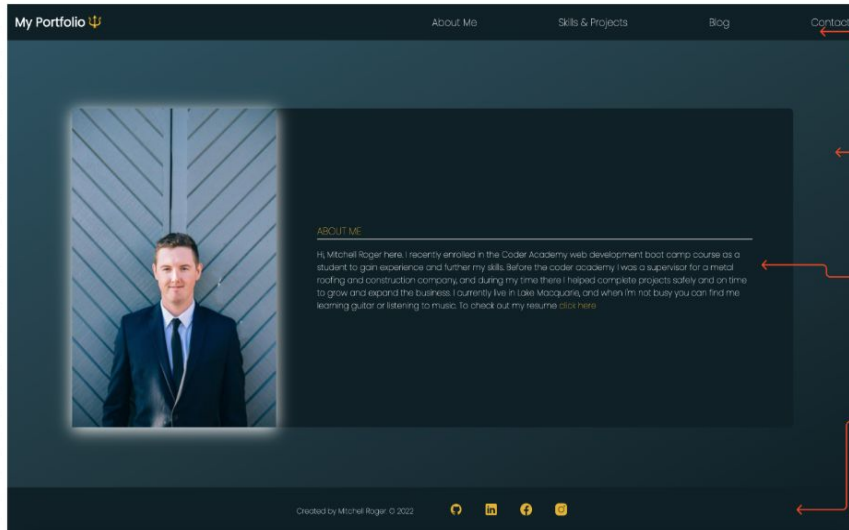 My Portfolio
About Me
Skills & Projects
Blog
Contact
ABOUT ME
Hi, Mitchell Roger here. I recently enrolled in the Coder Academy web development boot camp course as a
student to gain experience and further my skills. Before the coder academy I was a supervisor for a metal
roofing and construction company, and during my time there I helped complete projects safely and on time
to grow and expand the business. I currently live in Lake Macquarie, and when i'm not busy you can find me
learning guitar or listening to music. To check out my resume click here
Created by Mitchell Roger. © 2022